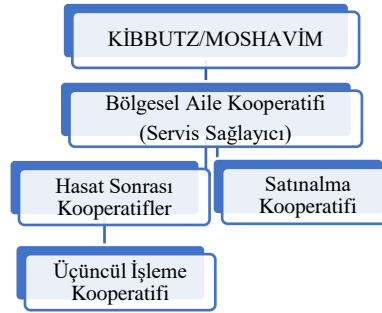 KİBBUTZ/MOSHAVİM
Bölgesel Aile Kooperatifi
(Servis Sağlayıcı)
Hasat Sonrası
Kooperatifler
Satınalma
Kooperatifi
Üçüncül İşleme
Kooperatifi